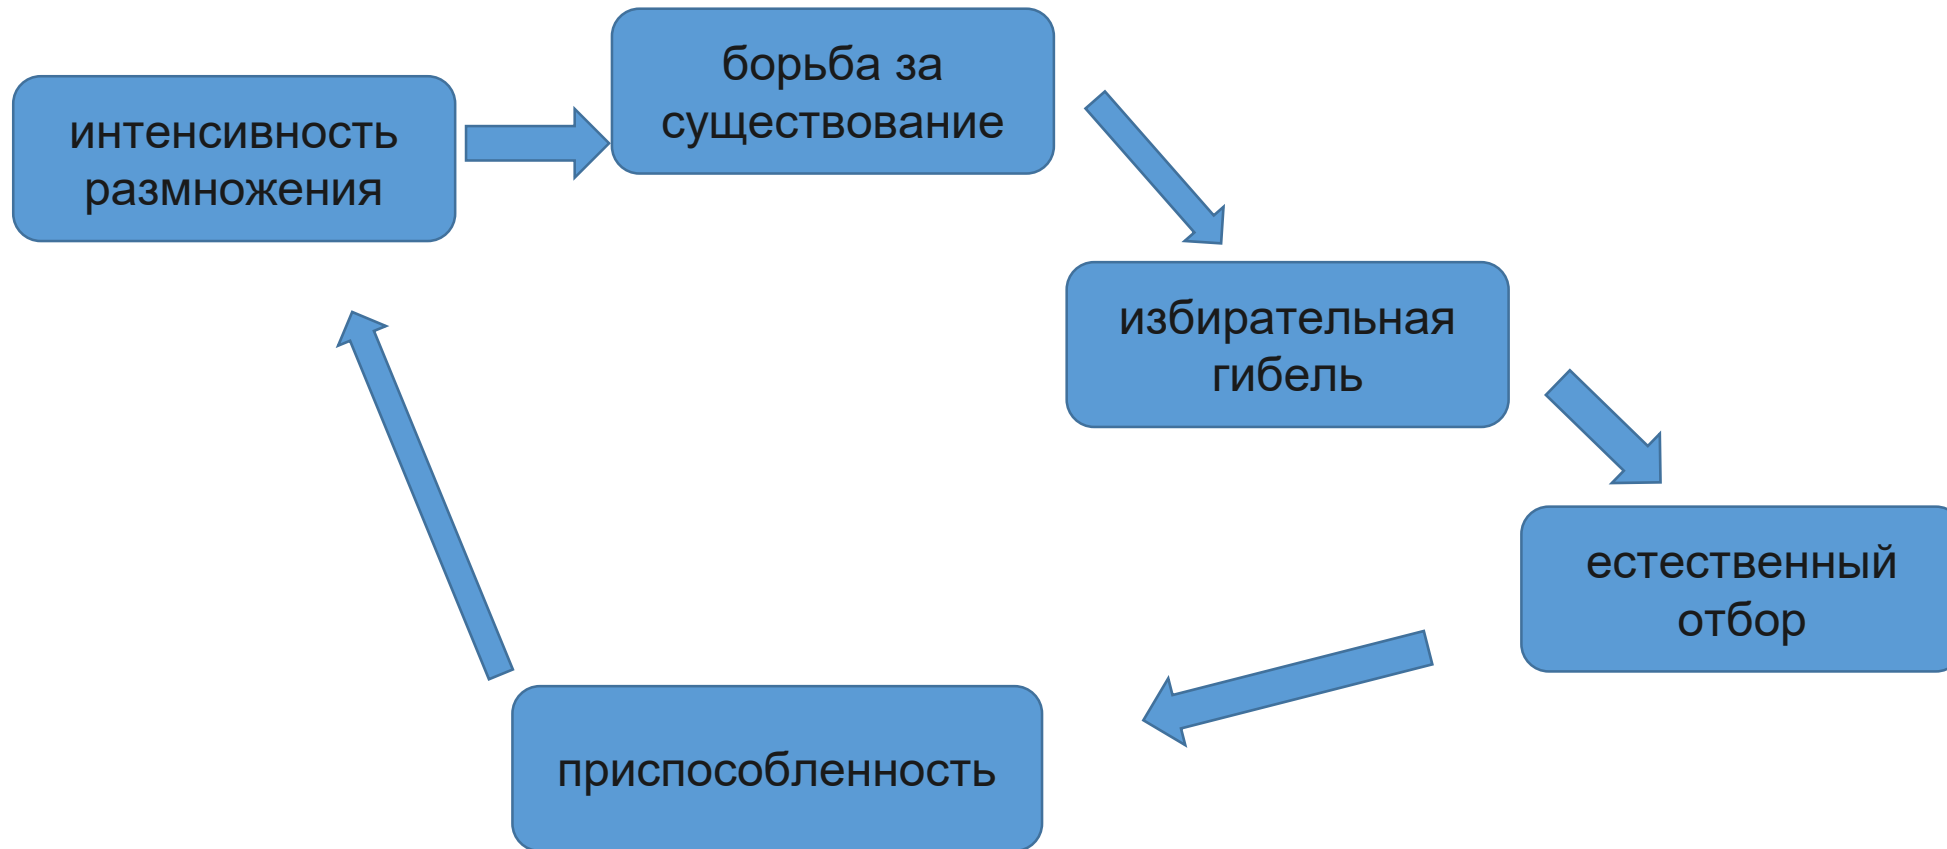 интенсивность
размножения
борьба за
существование
избирательная
гибель
естественный
отбор
приспособленность